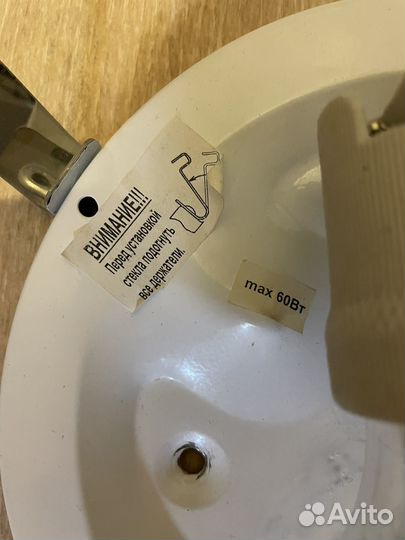 ВНИМАНИЕ!!!
Перед установкой
стекла подогнуть
все держатели.
max 60Вт
Avito